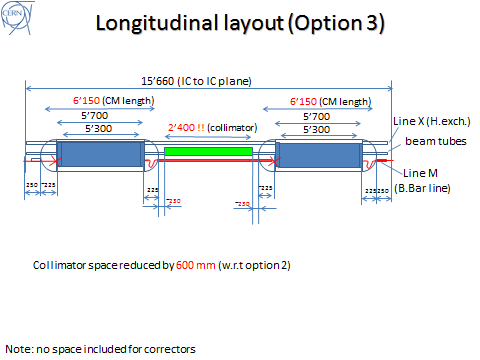 CERN
Longitudinal layout (Option 3)
15’660 (IC to IC plane)
6’150 (CM length)
6’150 (CM length)
5’700
5’700
5’300
2’400 !! (collimator)
5’300
Line X (H.exch.)
beam tubes
Line M
(B.Bar line)
250
~225
225
~225
225
250
~250
~250
Collimator space reduced by 600 mm (w.r.t option 2)
Note: no space included for correctors